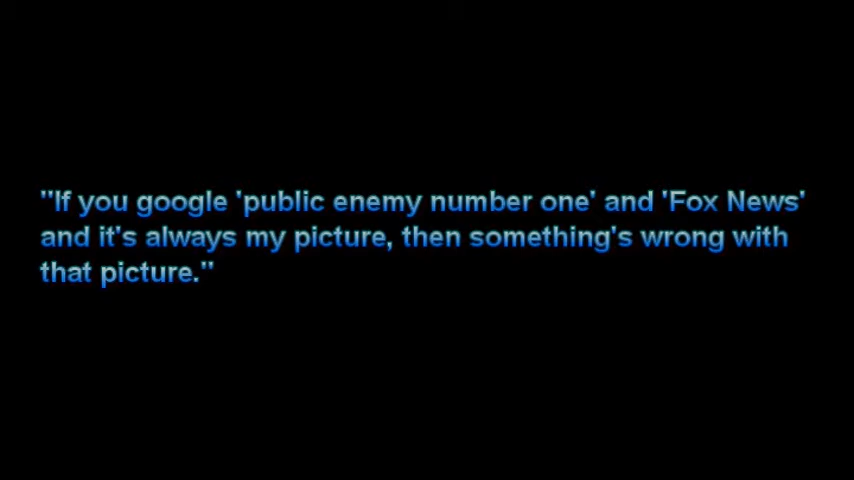 "If you google 'public enemy number one' and 'Fox News'
and it's always my picture, then something's wrong with
that picture."